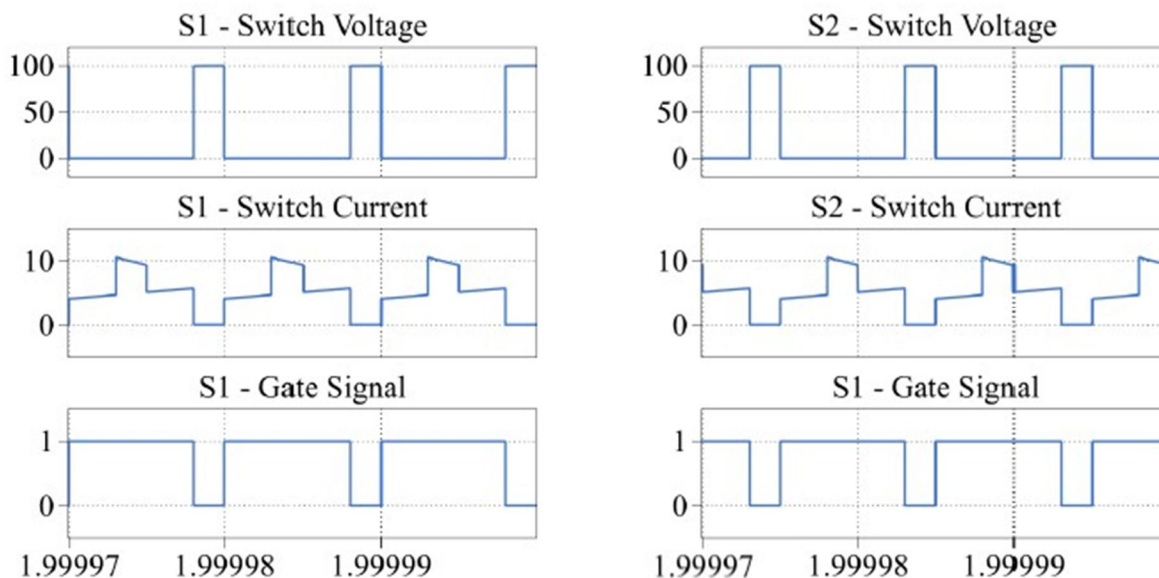 S1 - Switch Voltage
100
50
0
S1 - Switch Current
10
0
S1 - Gate Signal
1
0
1.99997 1.99998 1.99999
S2 - Switch Voltage
100
50
0
S2 - Switch Current
10
0
S1 - Gate Signal
1
0
1.99997 1.99998 1.99999